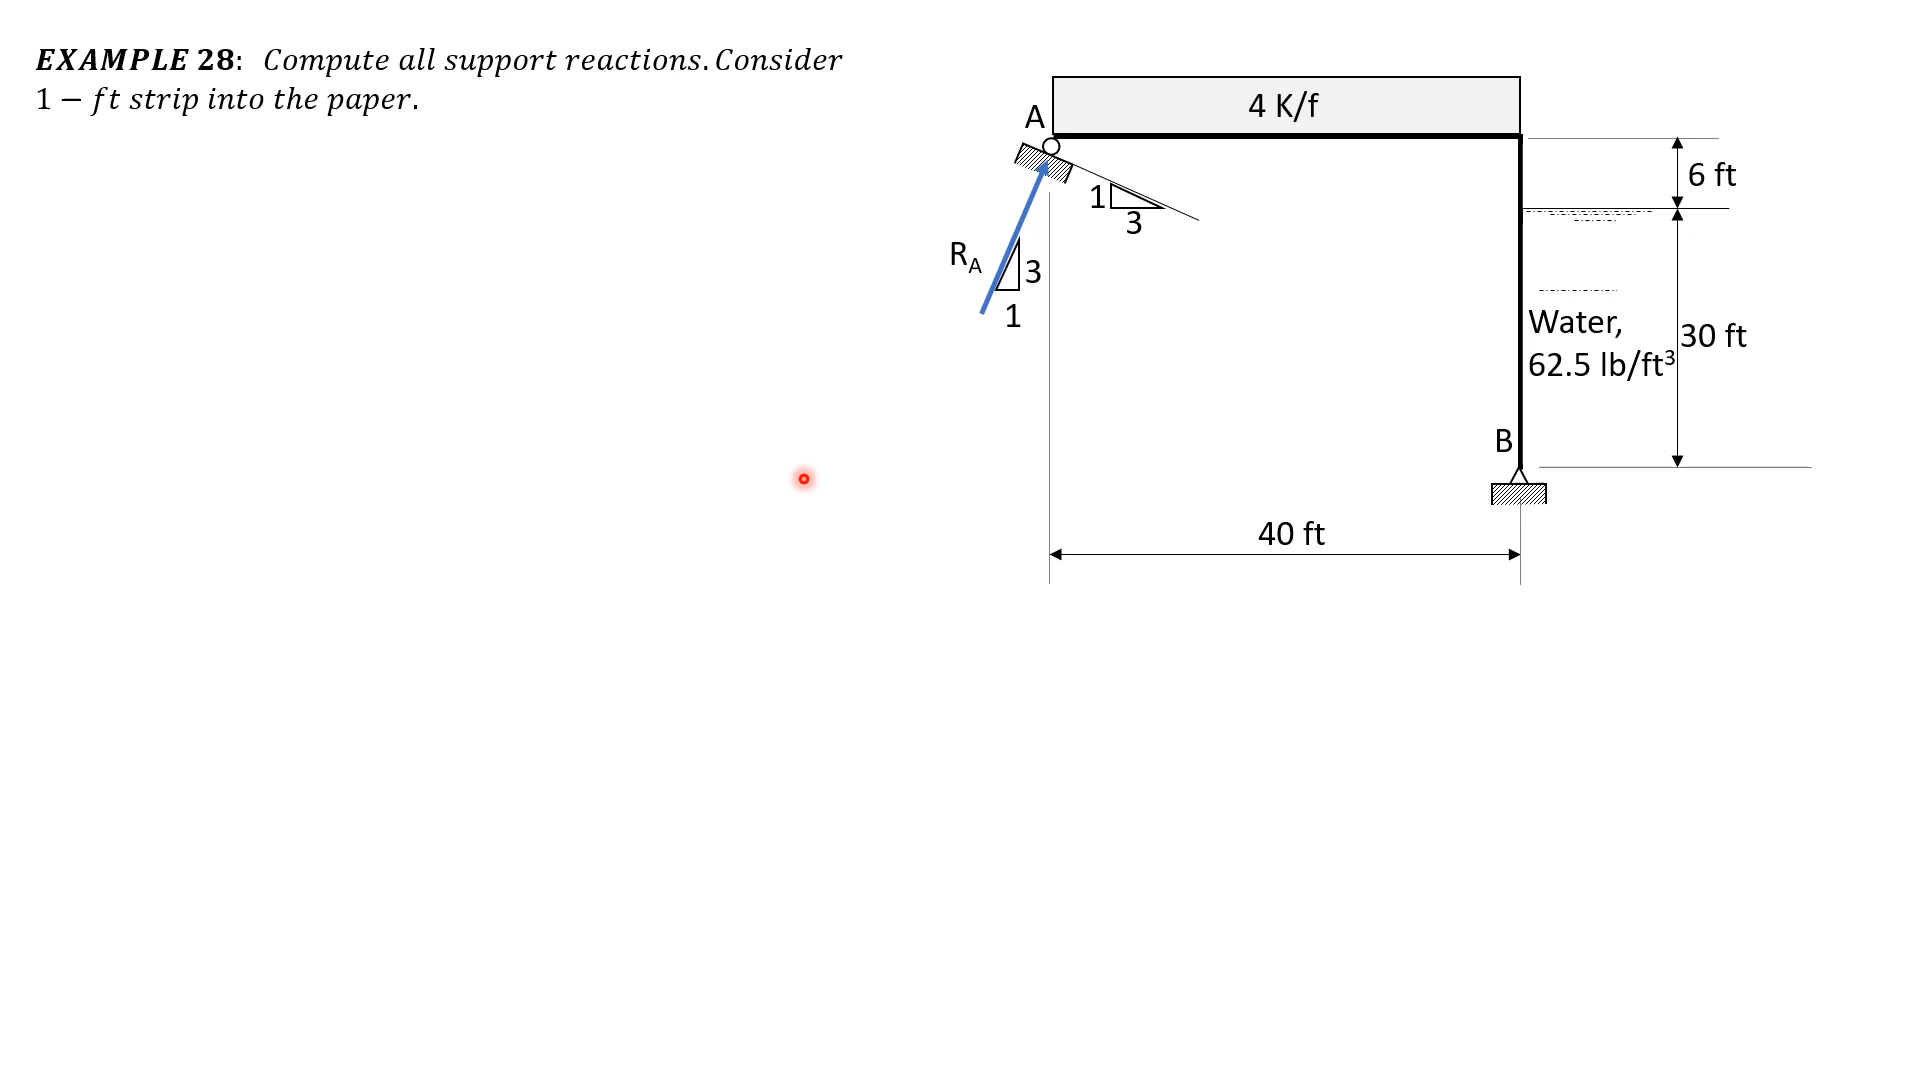 EXAMPLE 28: Compute all support reactions. Consider
1 − ft strip into the paper.
4 K/f
A
6 ft
1
3
R_A
3
1
Water,
62.5 lb/ft³
30 ft
B
40 ft